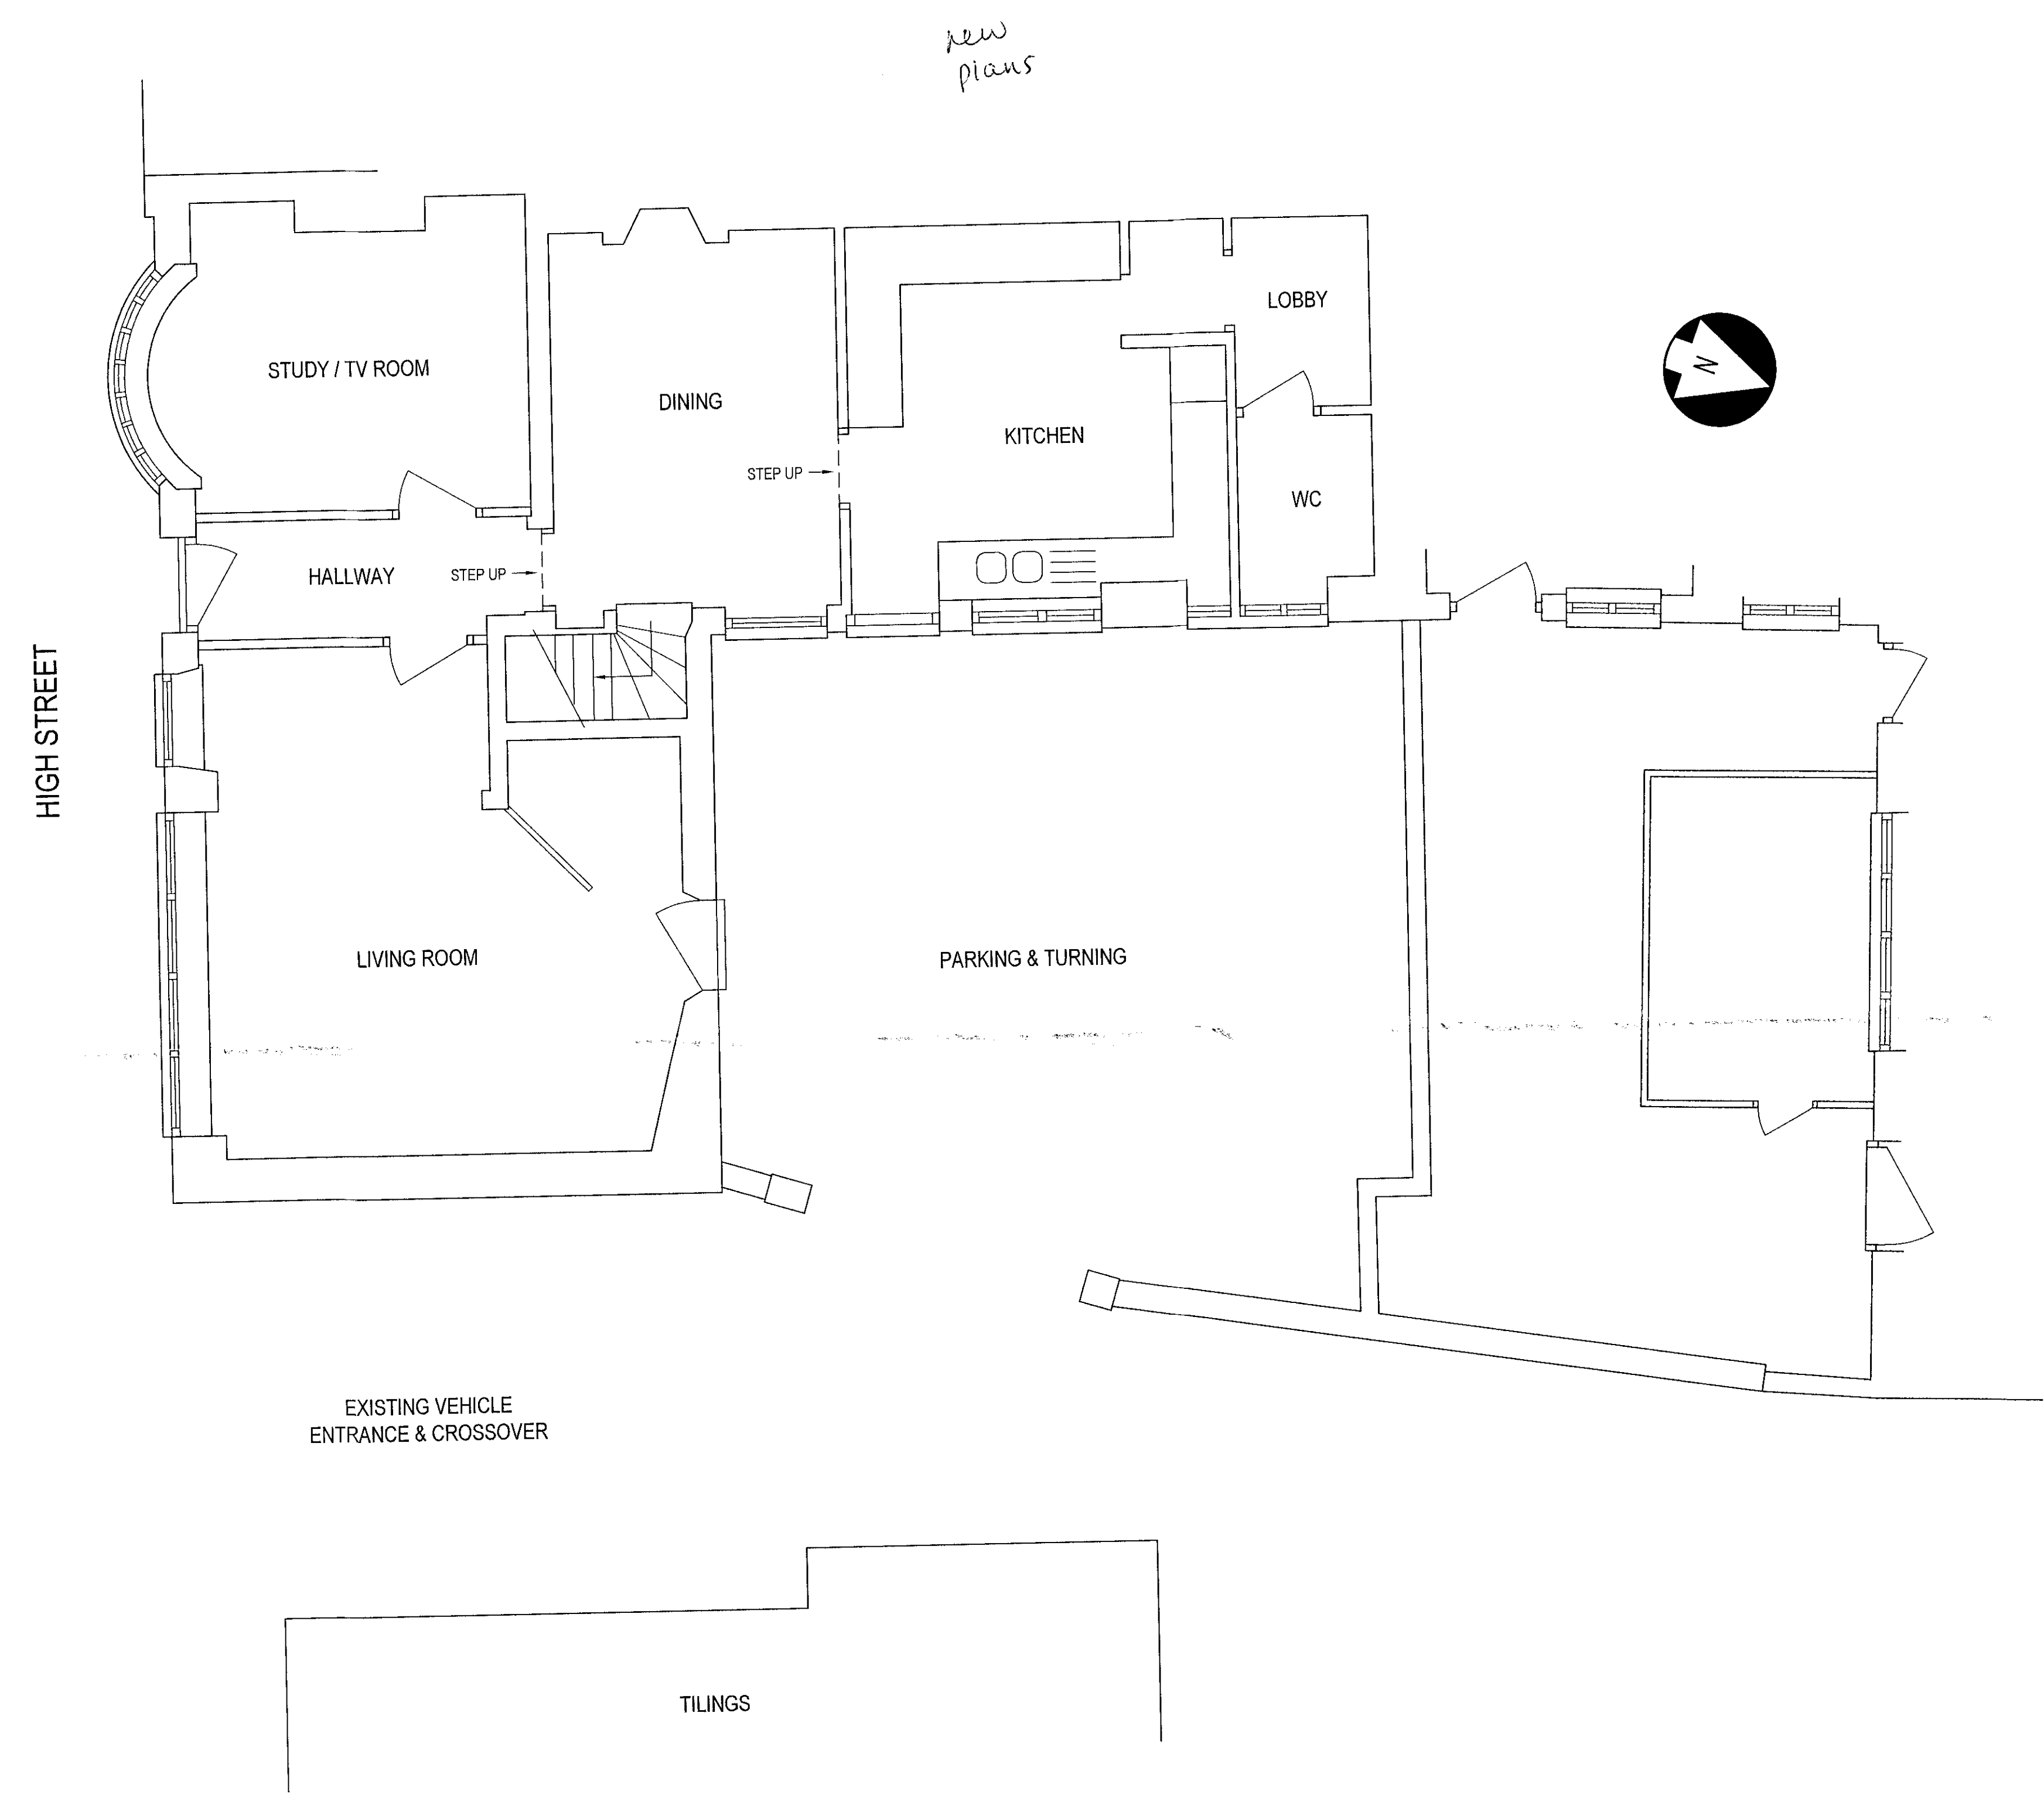 new
plans
LOBBY
STUDY / TV ROOM
N
DINING
KITCHEN
STEP UP
WC
HALLWAY
STEP UP
HIGH STREET
LIVING ROOM
PARKING & TURNING
EXISTING VEHICLE
ENTRANCE & CROSSOVER
TILINGS